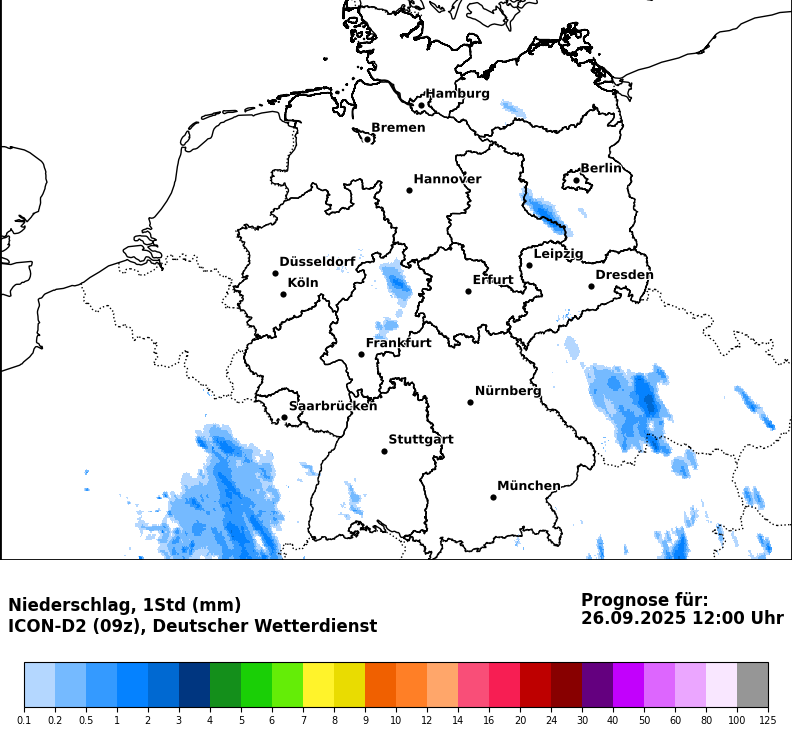 Hamburg
Bremen
Berlin
Hannover
Leipzig
Düsseldorf
Dresden
Köln
Erfurt
Frankfurt
Nürnberg
Saarbrücken
Stuttgart
München
Niederschlag, 1Std (mm)
ICON-D2 (09z), Deutscher Wetterdienst
Prognose für:
26.09.2025 12:00 Uhr
0.1 0.2 0.5 1 2 3 4 5 6 7 8 9 10 12 14 16 20 24 30 40 50 60 80 100 125